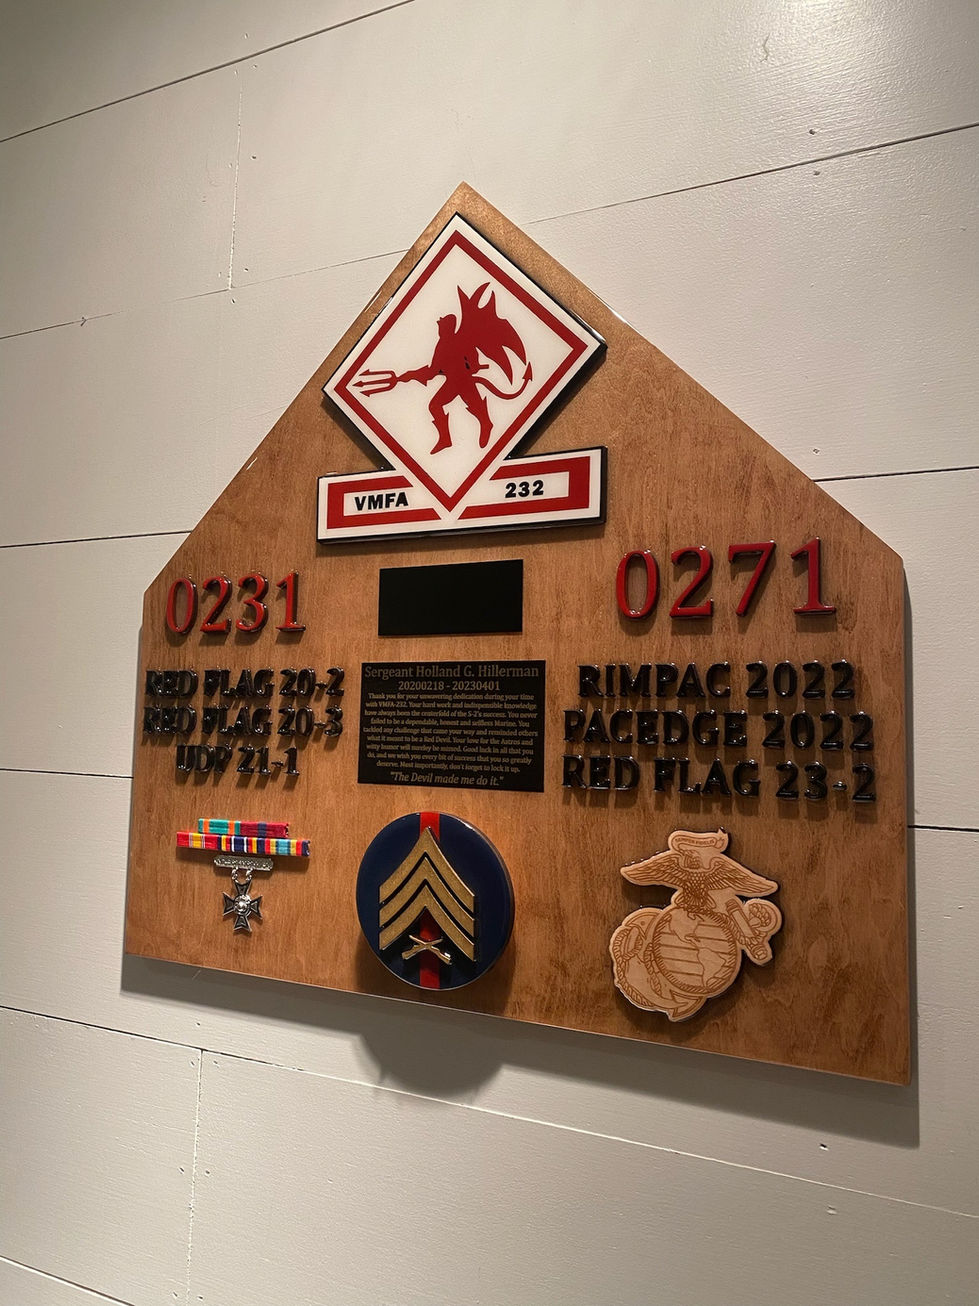 VMFA 232
0231
0271
RED FLAG 20-2
RED FLAG 20-3
UDP 21-1
Sergeant Holland G. Hillerman
20200218 - 20230401
Thank you for your unwavering dedication during your time
with VMFA-232. Your hard work and indispensible knowledge
have always been the centerfold of the S-2's success. You never
failed to be a dependable, honest and selfless Marine. You
tackled any challenge that came your way and reminded others
what it meant to be a Red Devil. Your love for the Astros and
witty humor will sureley be missed. Good luck in all that you
do, and we wish you every bit of success that you so greatly
deserve. Most importantly, don't forget to lock it up.
"The Devil made me do it."
RIMPAC 2022
PACEDGE 2022
RED FLAG 23-2
SEMPER FIDELIS